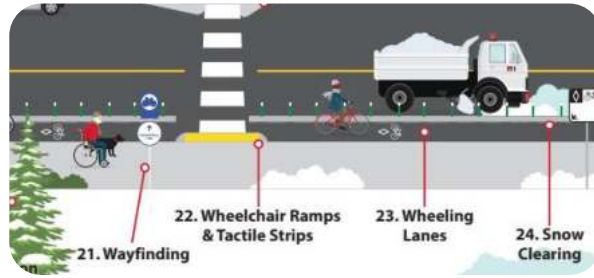 22. Wheelchair Ramps
& Tactile Strips
23. Wheeling
Lanes
24. Snow
Clearing
21. Wayfinding